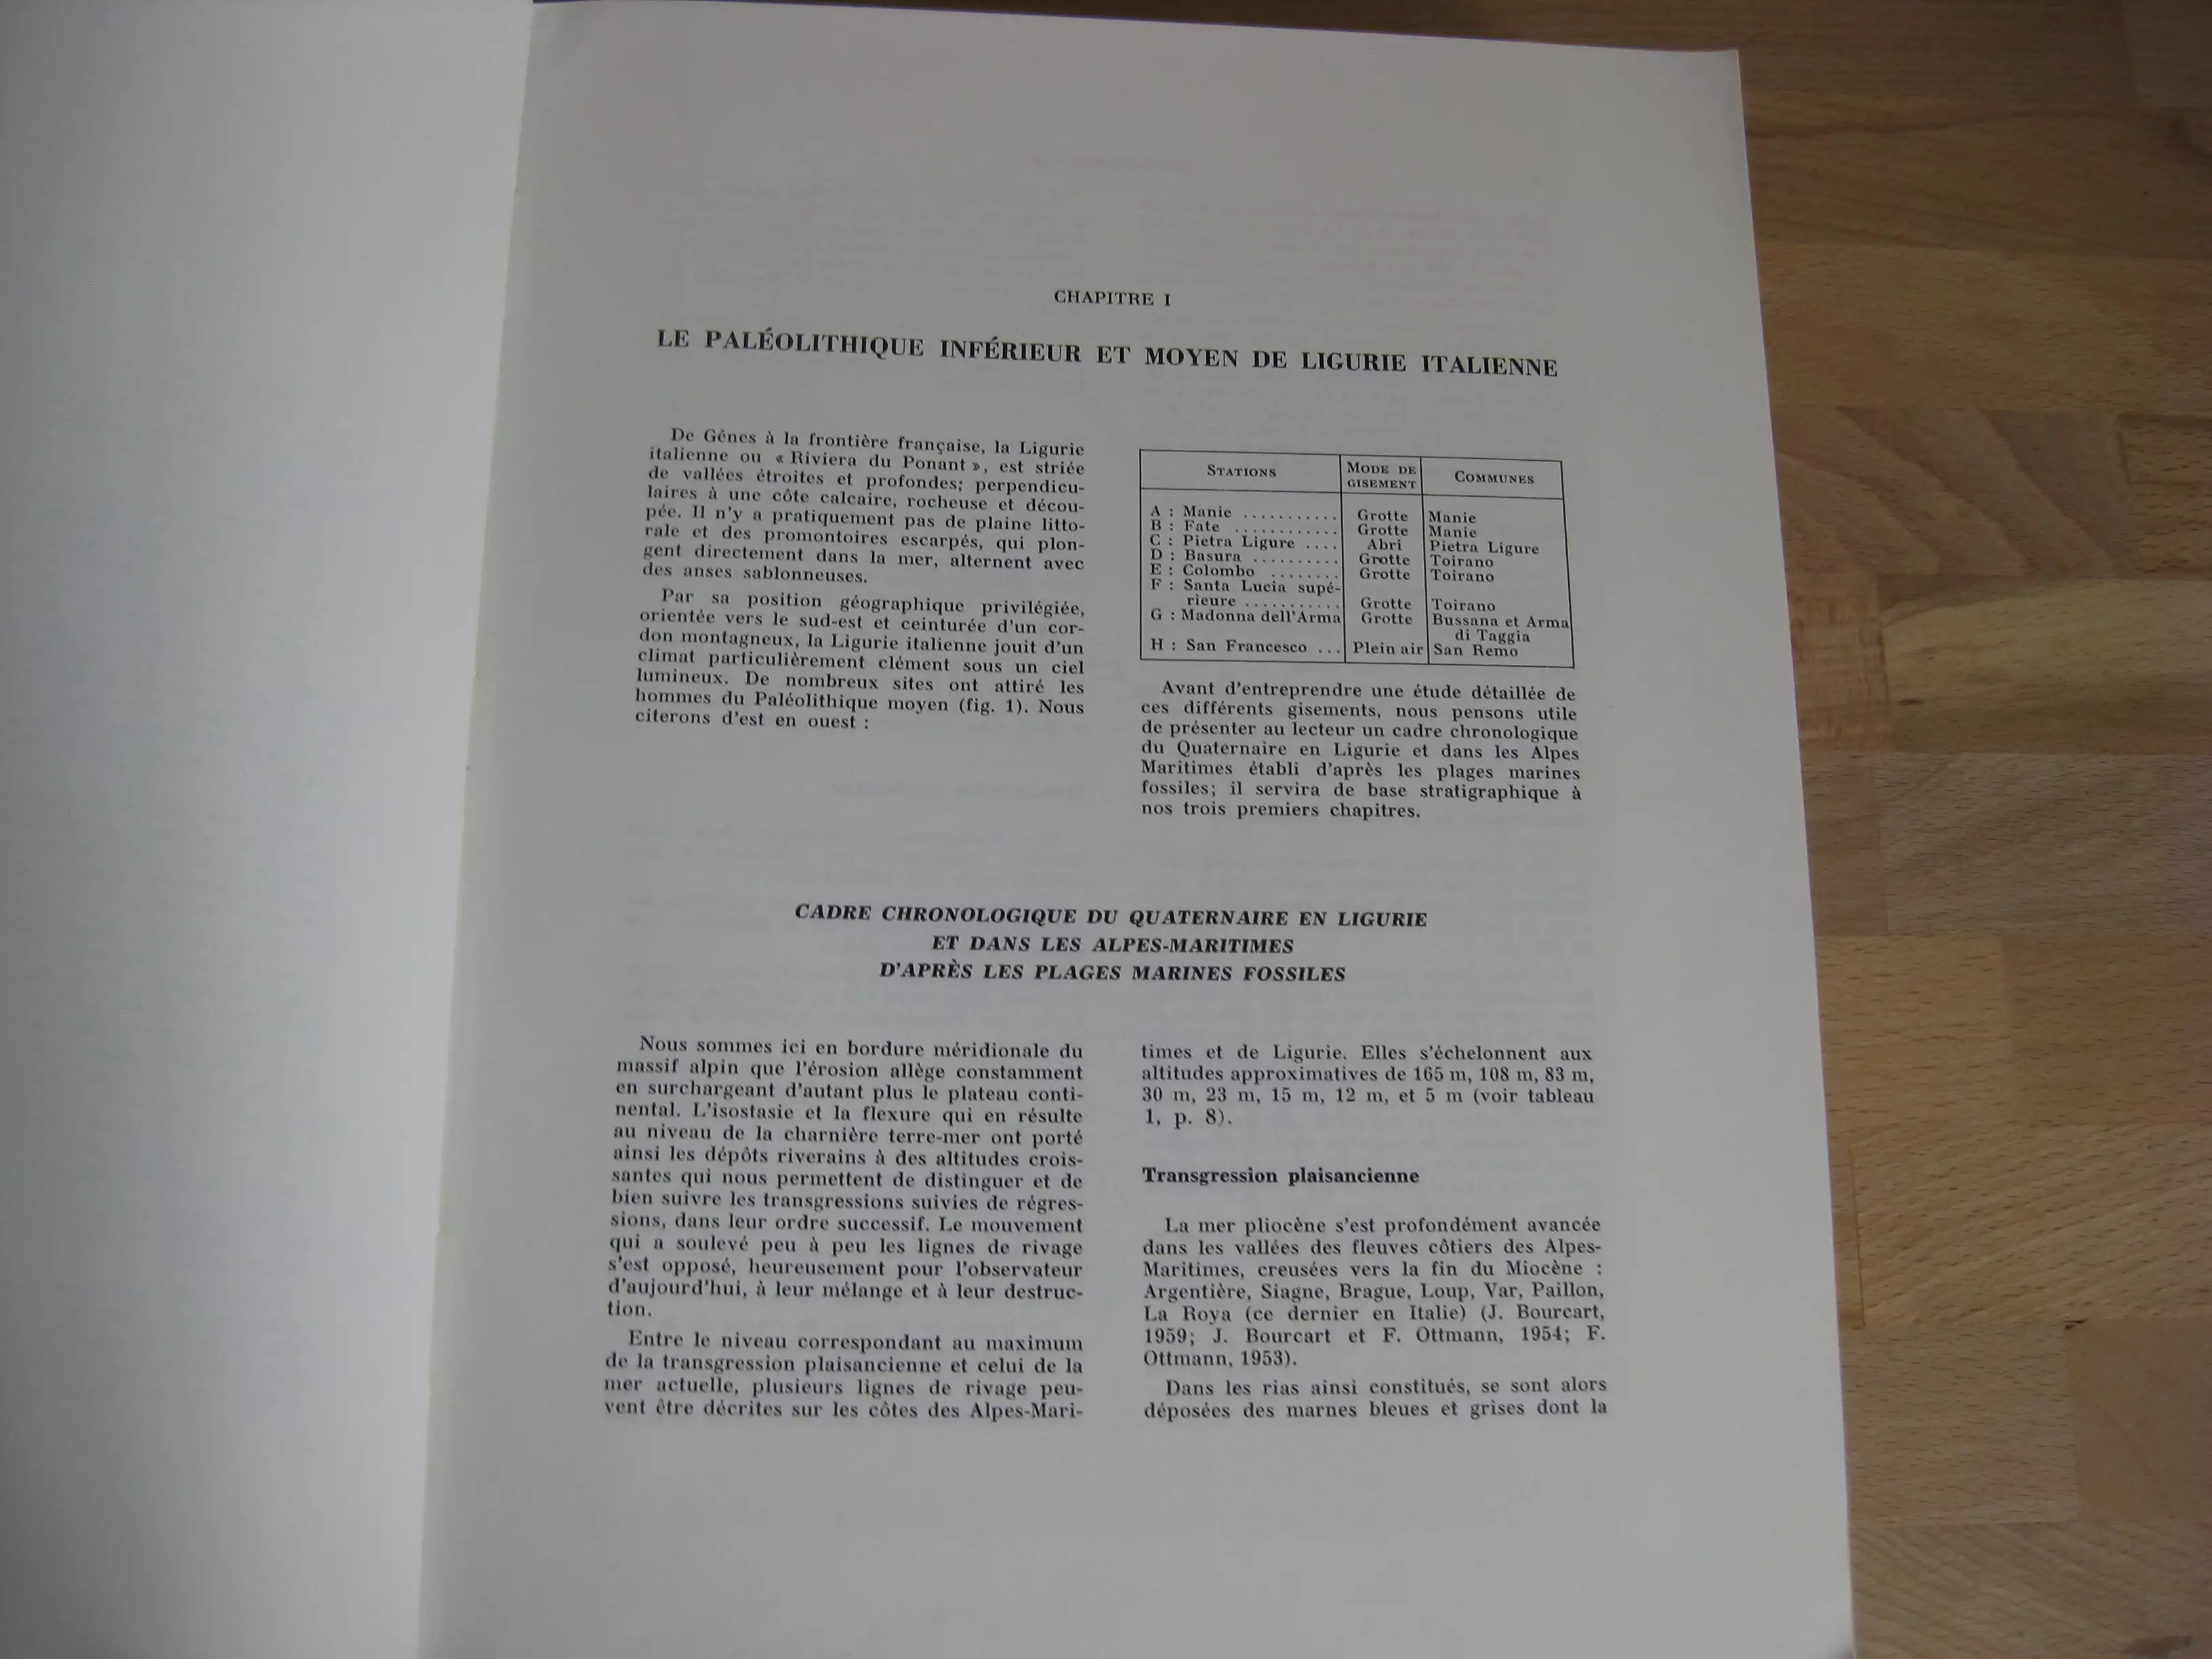 CHAPITRE I
LE PALÉOLITHIQUE INFÉRIEUR ET MOYEN DE LIGURIE ITALIENNE
De Gênes à la frontière française, la Ligurie
italienne ou « Riviera du Ponant », est striée
de vallées étroites et profondes; perpendicu-
laires à une côte calcaire, rocheuse et décou-
pée. Il n'y a pratiquement pas de plaine litto-
rale et des promontoires escarpés, qui plon-
gent directement dans la mer, alternent avec
des anses sablonneuses.
Par sa position géographique privilégiée,
orientée vers le sud-est et ceinturée d'un cor-
don montagneux, la Ligurie italienne jouit d'un
climat particulièrement clément sous un ciel
lumineux. De nombreux sites ont attiré les
hommes du Paléolithique moyen (fig. 1). Nous
citerons d'est en ouest :
STATIONS MODE DE GISEMENT COMMUNES
A : Manie ........... Grotte Manie
B : Fate ............ Grotte Manie
C : Pietra Ligure .... Abri Pietra Ligure
D : Basura .......... Grotte Toirano
E : Colombo ........ Grotte Toirano
F : Santa Lucia supé-
rieure ........... Grotte Toirano
G : Madonna dell'Arma Grotte Bussana et Arma
di Taggia
H : San Francesco ... Plein air San Remo
Avant d'entreprendre une étude détaillée de
ces différents gisements, nous pensons utile
de présenter au lecteur un cadre chronologique
du Quaternaire en Ligurie et dans les Alpes
Maritimes établi d'après les plages marines
fossiles; il servira de base stratigraphique à
nos trois premiers chapitres.
CADRE CHRONOLOGIQUE DU QUATERNAIRE EN LIGURIE
ET DANS LES ALPES-MARITIMES
D'APRÈS LES PLAGES MARINES FOSSILES
Nous sommes ici en bordure méridionale du
massif alpin que l'érosion allège constamment
en surchargeant d'autant plus le plateau conti-
nental. L'isostasie et la flexure qui en résulte
au niveau de la charnière terre-mer ont porté
ainsi les dépôts riverains à des altitudes crois-
santes qui nous permettent de distinguer et de
bien suivre les transgressions suivies de régres-
sions, dans leur ordre successif. Le mouvement
qui a soulevé peu à peu les lignes de rivage
s'est opposé, heureusement pour l'observateur
d'aujourd'hui, à leur mélange et à leur destruc-
tion.
Entre le niveau correspondant au maximum
de la transgression plaisancienne et celui de la
mer actuelle, plusieurs lignes de rivage peu-
vent être décrites sur les côtes des Alpes-Mari-
times et de Ligurie. Elles s'échelonnent aux
altitudes approximatives de 165 m, 108 m, 83 m,
30 m, 23 m, 15 m, 12 m, et 5 m (voir tableau
1, p. 8).
Transgression plaisancienne
La mer pliocène s'est profondément avancée
dans les vallées des fleuves côtiers des Alpes-
Maritimes, creusées vers la fin du Miocène :
Argentière, Siagne, Brague, Loup, Var, Paillon,
La Roya (ce dernier en Italie) (J. Bourcart,
1959; J. Bourcart et F. Ottmann, 1954; F.
Ottmann, 1953).
Dans les rias ainsi constitués, se sont alors
déposées des marnes bleues et grises dont la